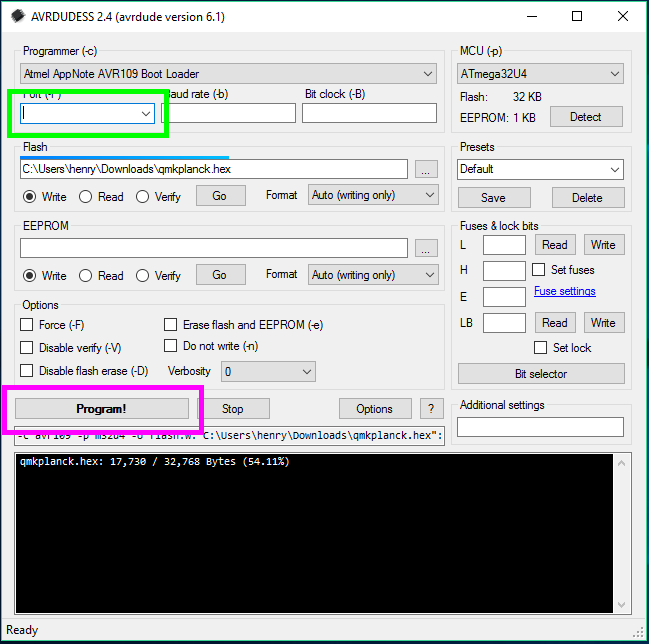 AVRDUDESS 2.4 (avrdude version 6.1)
Programmer (-c)
Atmel AppNote AVR109 Boot Loader
Baud rate (-b)
Bit clock (-B)
MCU (-p)
ATmega32U4
Flash: 32 KB
EEPROM: 1 KB
Detect
Flash
C:\Users\henry\Downloads\qmkplanck.hex
...
Write
Read
Verify
Go
Format
Auto (writing only)
Presets
Default
Save
Delete
EEPROM
...
Write
Read
Verify
Go
Format
Auto (writing only)
Fuses & lock bits
L
Read
Write
H
Set fuses
E
Fuse settings
LB
Read
Write
Set lock
Bit selector
Options
Force (-F)
Erase flash and EEPROM (-e)
Disable verify (-V)
Do not write (-n)
Disable flash erase (-D)
Verbosity
0
Program!
Stop
Options
?
Additional settings
-c avr109 -p m32u4 -U flash:w:"C:\Users\henry\Downloads\qmkplanck.hex":
qmkplanck.hex: 17,730 / 32,768 Bytes (54.11%)
Ready